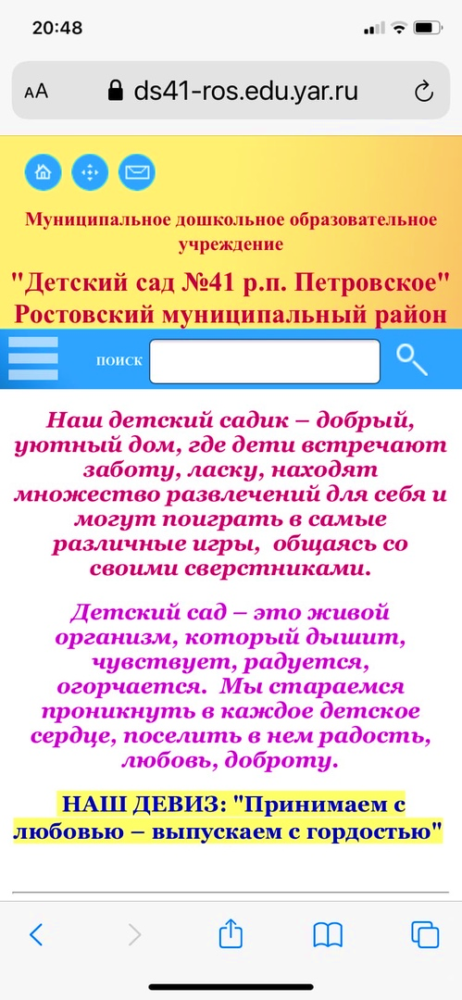 20:48
AA ds41-ros.edu.yar.ru
Муниципальное дошкольное образовательное
учреждение
"Детский сад №41 р.п. Петровское"
Ростовский муниципальный район
ПОИСК
Наш детский садик – добрый,
уютный дом, где дети встречают
заботу, ласку, находят
множество развлечений для себя и
могут поиграть в самые
различные игры,  общаясь со
своими сверстниками.
Детский сад – это живой
организм, который дышит,
чувствует, радуется,
огорчается.  Мы стараемся
проникнуть в каждое детское
сердце, поселить в нем радость,
любовь, доброту.
НАШ ДЕВИЗ: "Принимаем с
любовью – выпускаем с гордостью"